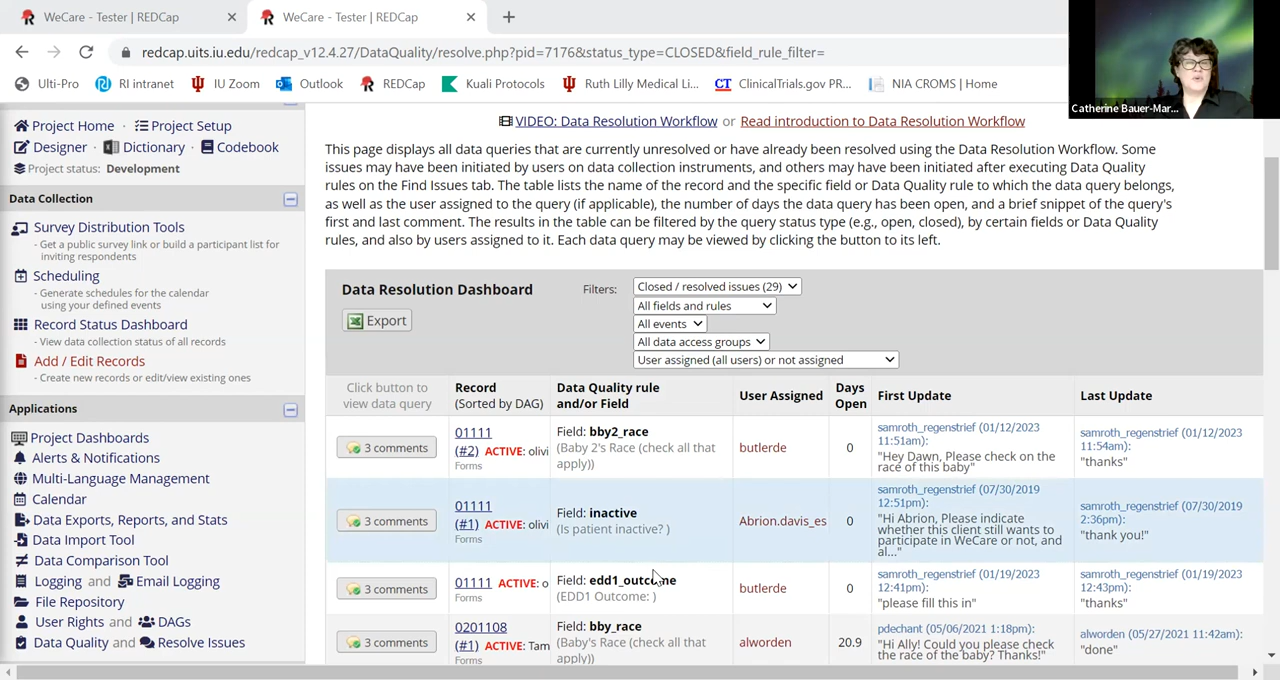 WeCare - Tester | REDCap
WeCare - Tester | REDCap
redcap.uits.iu.edu/redcap_v12.4.27/DataQuality/resolve.php?pid=7176&status_type=CLOSED&field_rule_filter=
Ulti-Pro
RI intranet
IU Zoom
Outlook
REDCap
Kuali Protocols
Ruth Lilly Medical Li...
ClinicalTrials.gov PR...
NIA CROMS | Home
Catherine Bauer-Mar...
Project Home · Project Setup
Designer · Dictionary · Codebook
Project status: Development
Data Collection
Survey Distribution Tools
- Get a public survey link or build a participant list for
inviting respondents
Scheduling
- Generate schedules for the calendar
using your defined events
Record Status Dashboard
- View data collection status of all records
Add / Edit Records
- Create new records or edit/view existing ones
Applications
Project Dashboards
Alerts & Notifications
Multi-Language Management
Calendar
Data Exports, Reports, and Stats
Data Import Tool
Data Comparison Tool
Logging and Email Logging
File Repository
User Rights and DAGs
Data Quality and Resolve Issues
VIDEO: Data Resolution Workflow or Read introduction to Data Resolution Workflow
This page displays all data queries that are currently unresolved or have already been resolved using the Data Resolution Workflow. Some
issues may have been initiated by users on data collection instruments, and others may have been initiated after executing Data Quality
rules on the Find Issues tab. The table lists the name of the record and the specific field or Data Quality rule to which the data query belongs,
as well as the user assigned to the query (if applicable), the number of days the data query has been open, and a brief snippet of the query's
first and last comment. The results in the table can be filtered by the query status type (e.g., open, closed), by certain fields or Data Quality
rules, and also by users assigned to it. Each data query may be viewed by clicking the button to its left.
Data Resolution Dashboard
Export
Filters:
Closed / resolved issues (29)
All fields and rules
All events
All data access groups
User assigned (all users) or not assigned
Click button to
view data query
Record
(Sorted by DAG)
Data Quality rule
and/or Field
User Assigned
Days
Open
First Update
Last Update
3 comments
01111
(#2) ACTIVE: olivi
Forms
Field: bby2_race
(Baby 2's Race (check all that
apply))
butlerde
0
samroth_regenstrief (01/12/2023
11:51am):
"Hey Dawn, Please check on the
race of this baby"
samroth_regenstrief (01/12/2023
11:54am):
"thanks"
3 comments
01111
(#1) ACTIVE: olivi
Forms
Field: inactive
(Is patient inactive? )
Abrion.davis_es
0
samroth_regenstrief (07/30/2019
12:51pm):
"Hi Abrion, Please indicate
whether this client still wants to
participate in WeCare or not, and
al..."
samroth_regenstrief (07/30/2019
2:36pm):
"thank you!"
3 comments
01111 ACTIVE: o
Forms
Field: edd1_outcome
(EDD1 Outcome: )
butlerde
0
samroth_regenstrief (01/19/2023
12:41pm):
"please fill this in"
samroth_regenstrief (01/19/2023
12:43pm):
"thanks"
3 comments
0201108
(#1) ACTIVE: Tam
Forms
Field: bby_race
(Baby's Race (check all that
apply))
alworden
20.9
pdechant (05/06/2021 1:18pm):
"Hi Ally! Could you please check
the race of the baby? Thanks!"
alworden (05/27/2021 11:42am):
"done"